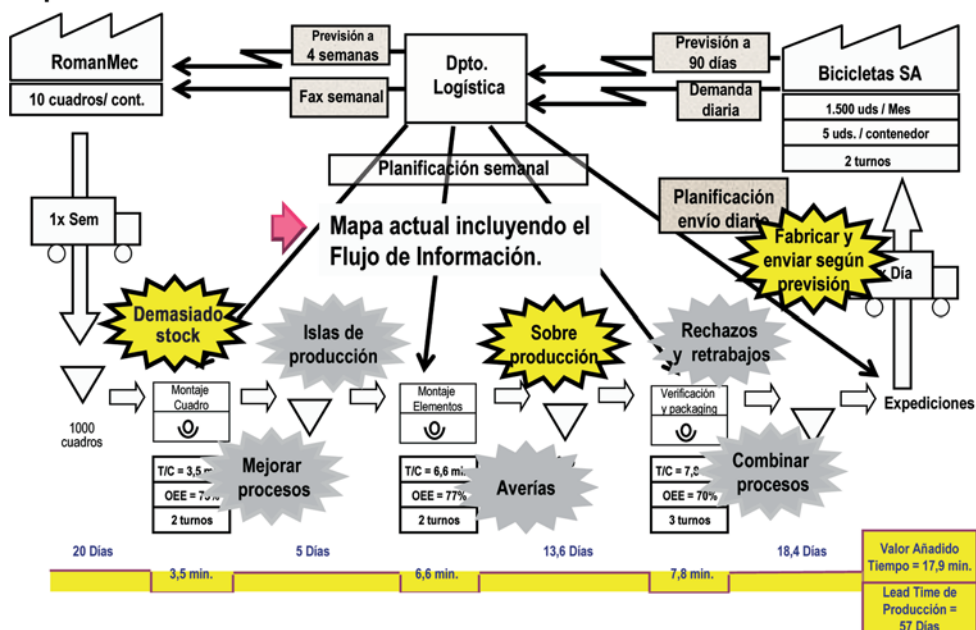 RomanMec
10 cuadros/ cont.
Previsión a
4 semanas
Fax semanal
Dpto.
Logística
Previsión a
90 días
Demanda
diaria
Bicicletas SA
1.500 uds / Mes
5 uds. / contenedor
2 turnos
Planificación semanal
Planificación
envío diario
1x Sem
Mapa actual incluyendo el
Flujo de Información.
Fabricar y
enviar según
previsión
Día
Demasiado
stock
Islas de
producción
Sobre
producción
Rechazos
y retrabajos
1000
cuadros
Montaje
Cuadro
Montaje
Elementos
Verificación
y packaging
Expediciones
T/C = 3,5
OEE =
2 turnos
Mejorar
procesos
T/C = 6,6 min.
OEE = 77%
2 turnos
Averías
T/C = 7,8
OEE = 70%
3 turnos
Combinar
procesos
20 Días
5 Días
13,6 Días
18,4 Días
3,5 min.
6,6 min.
7,8 min.
Valor Añadido
Tiempo = 17,9 min.
Lead Time de
Producción =
57 Días